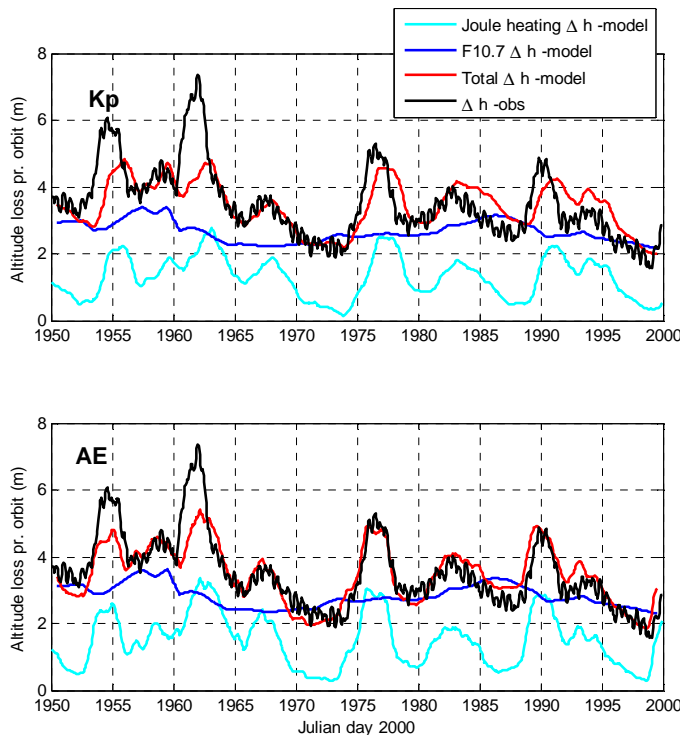 Joule heating Δ h -model
F10.7 Δ h -model
Total Δ h -model
Δ h -obs
Kp
Altitude loss pr. orbit (m)
8
6
4
2
0
1950 1955 1960 1965 1970 1975 1980 1985 1990 1995 2000
AE
Altitude loss pr. orbit (m)
8
6
4
2
0
1950 1955 1960 1965 1970 1975 1980 1985 1990 1995 2000
Julian day 2000